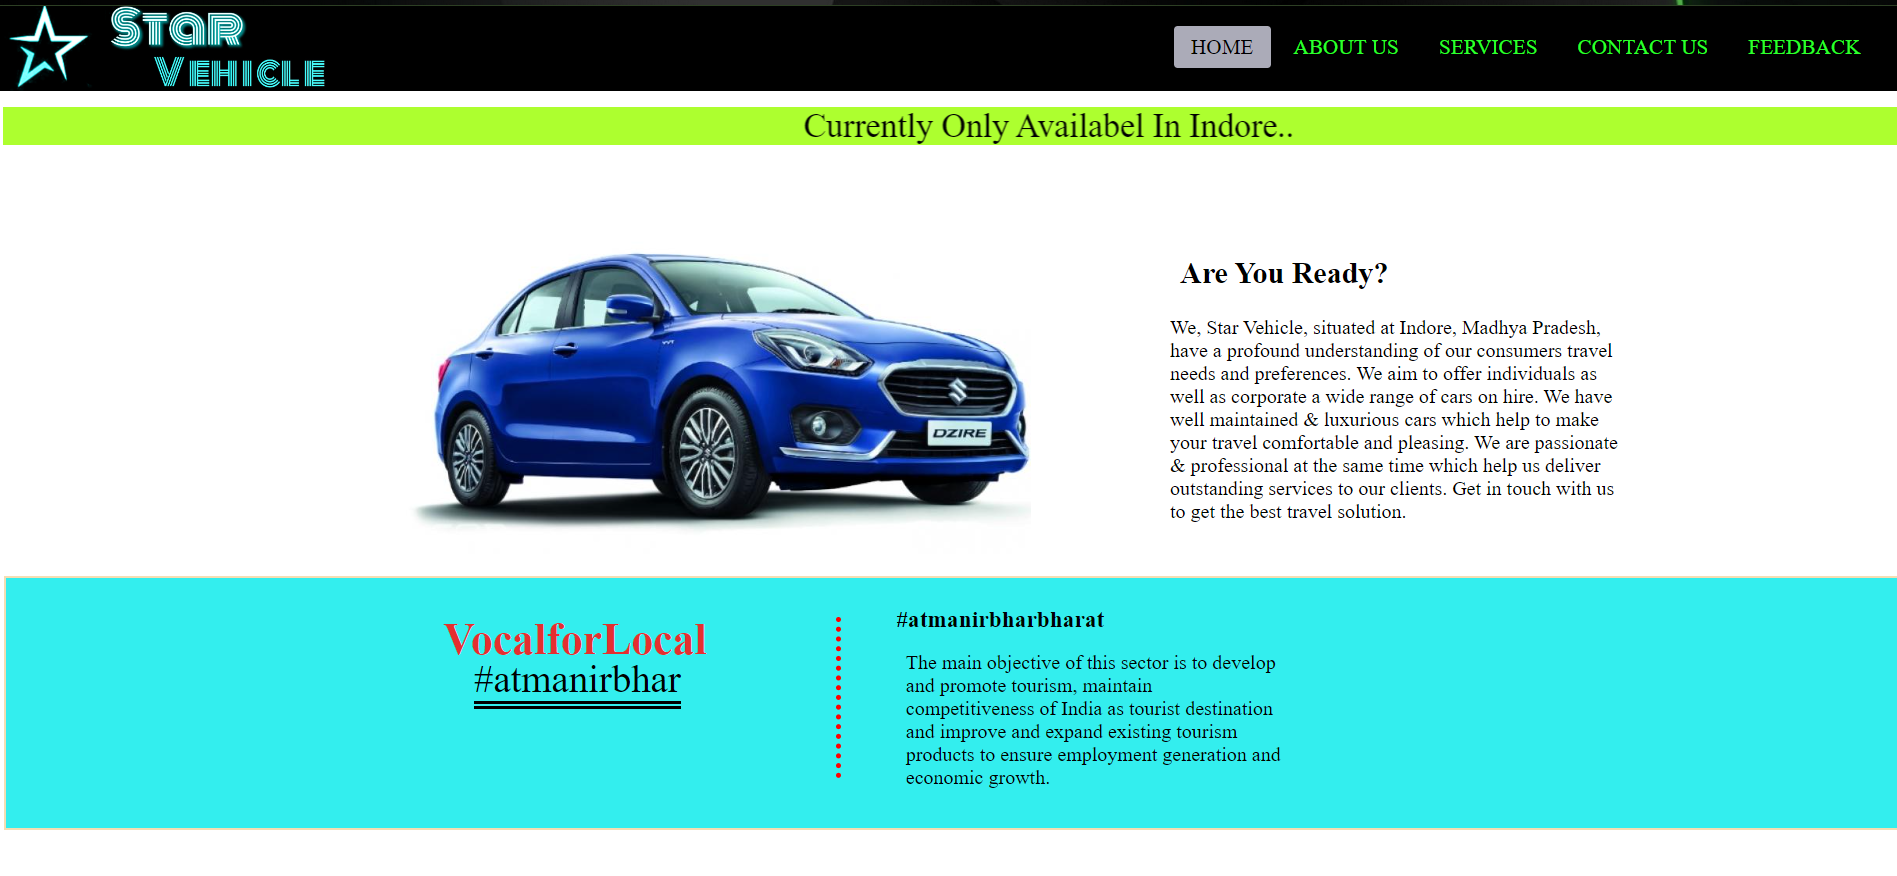 Star
Vehicle
HOME
ABOUT US
SERVICES
CONTACT US
FEEDBACK
Currently Only Availabel In Indore..
DZIRE
Are You Ready?
We, Star Vehicle, situated at Indore, Madhya Pradesh,
have a profound understanding of our consumers travel
needs and preferences. We aim to offer individuals as
well as corporate a wide range of cars on hire. We have
well maintained & luxurious cars which help to make
your travel comfortable and pleasing. We are passionate
& professional at the same time which help us deliver
outstanding services to our clients. Get in touch with us
to get the best travel solution.
VocalforLocal
#atmanirbhar
#atmanirbharbharat
The main objective of this sector is to develop
and promote tourism, maintain
competitiveness of India as tourist destination
and improve and expand existing tourism
products to ensure employment generation and
economic growth.